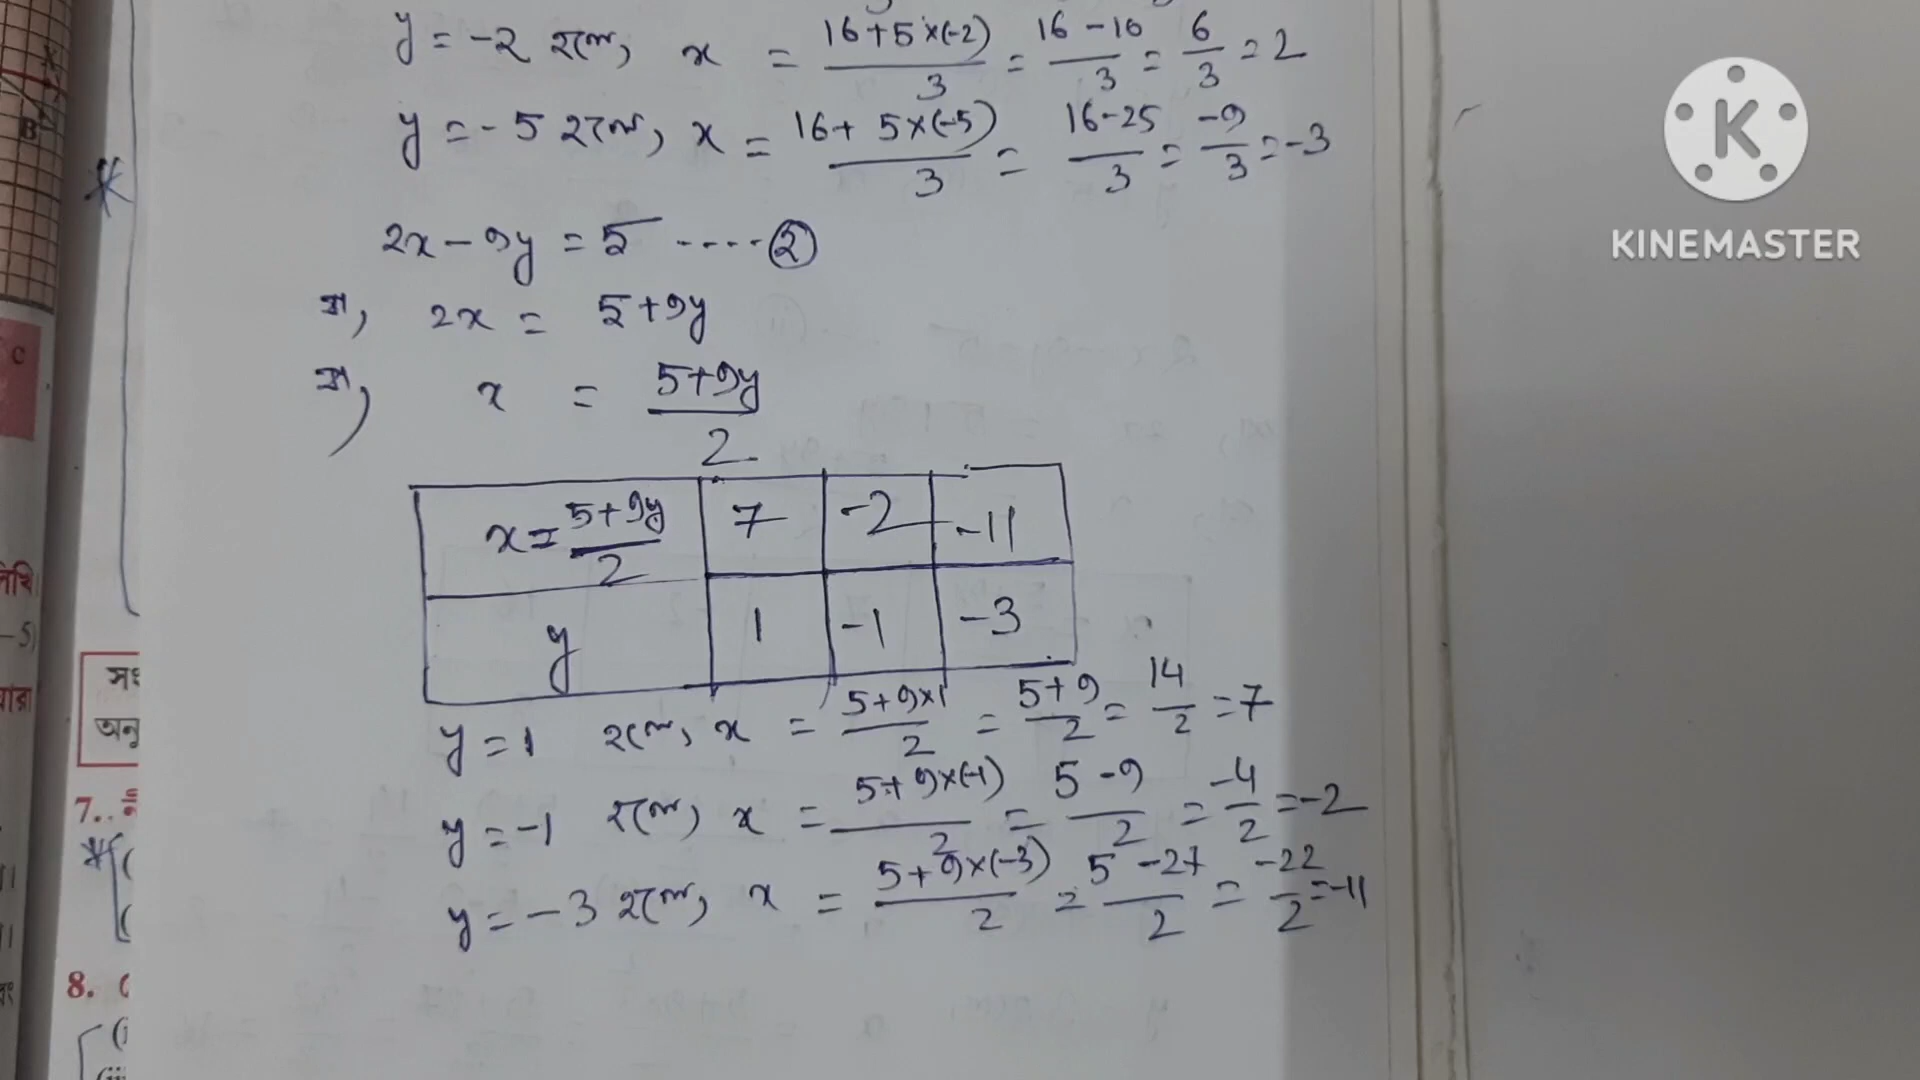 y = -2 হলে, x = (16+5×(-2))/3 = (16-10)/3 = 6/3 = 2
y = -5 হলে, x = (16+ 5×(-5))/3 = (16-25)/3 = -9/3 = -3
2x - 9y = 5 ----②
বা, 2x = 5+9y
বা, x = (5+9y)/2
x = (5+9y)/2 7 -2 -11
y 1 -1 -3
y = 1 হলে, x = (5+9×1)/2 = (5+9)/2 = 14/2 = 7
y = -1 হলে, x = (5+9×(-1))/2 = (5-9)/2 = -4/2 = -2
y = -3 হলে, x = (5+9×(-3))/2 = (5-27)/2 = -22/2 = -11
K
KINEMASTER
B
c
-5)
7.
8.